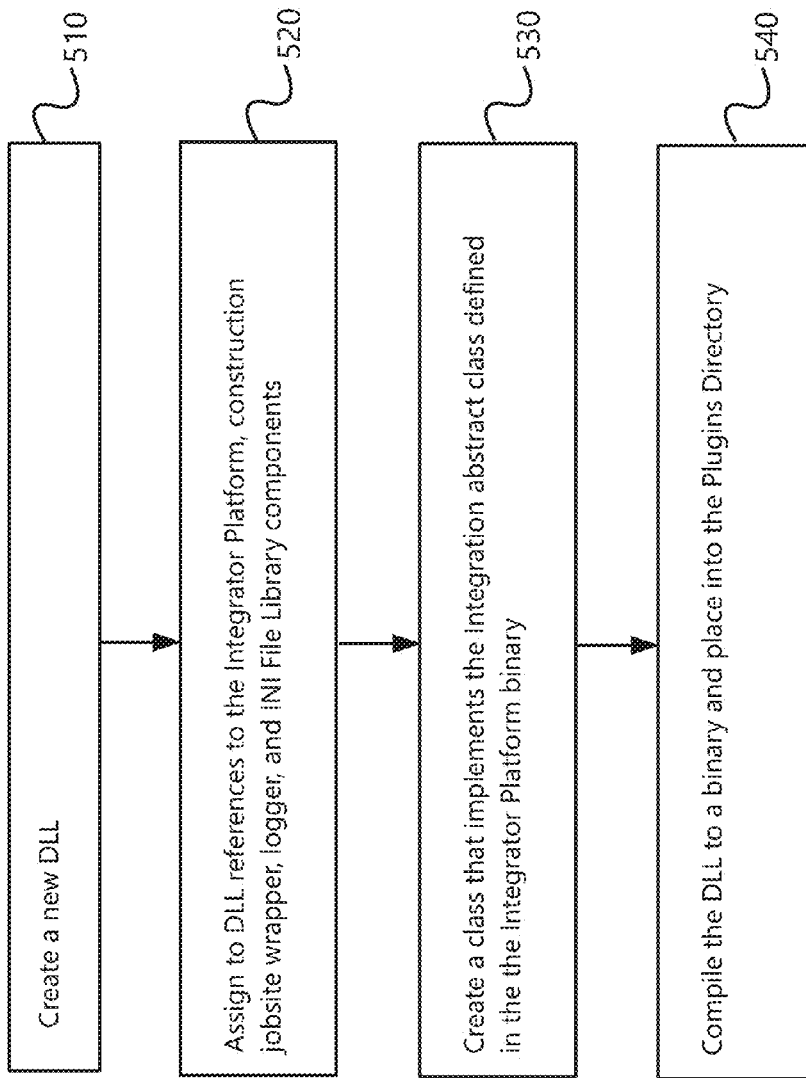 510
Create a new DLL
520
Assign to DLL references to the Integrator Platform, construction
jobsite wrapper, logger, and INI File Library components
530
Create a class that implements the Integration abstract class defined
in the the Integrator Platform binary
540
Compile the DLL to a binary and place into the Plugins Directory